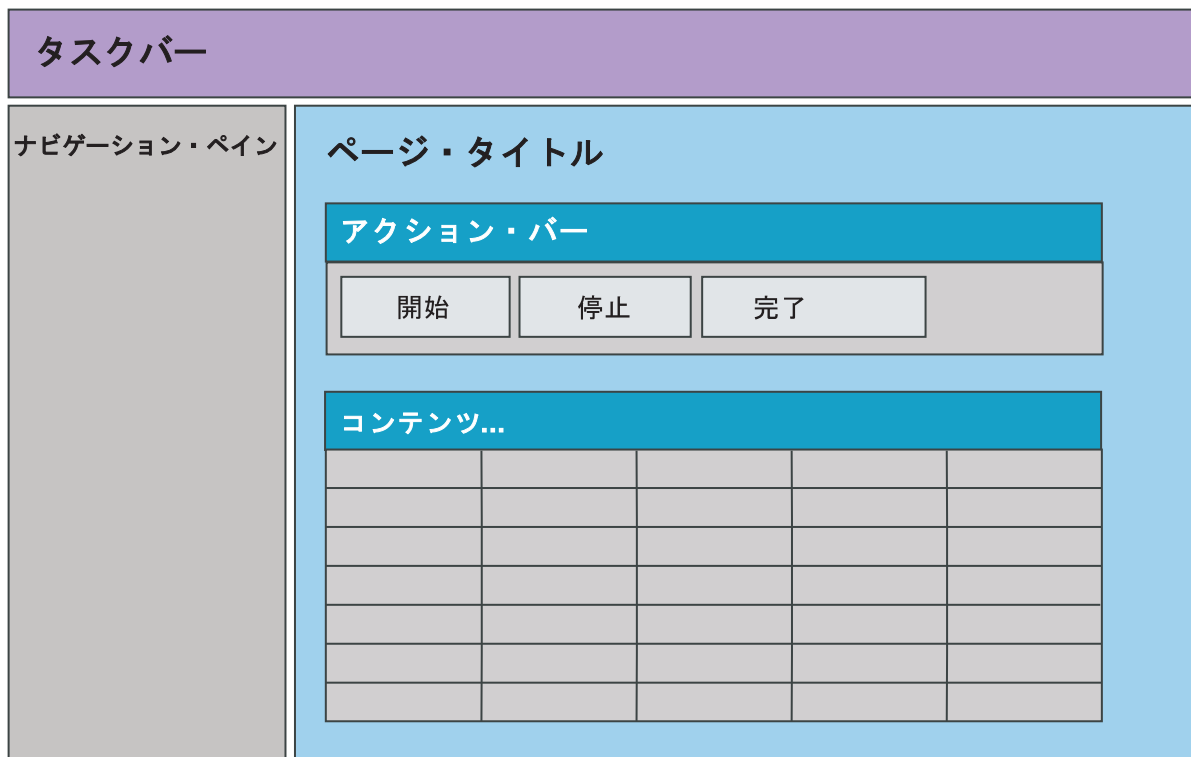 タスクバー
ナビゲーション・ペイン
ページ・タイトル
アクション・バー
開始
停止
完了
コンテンツ...